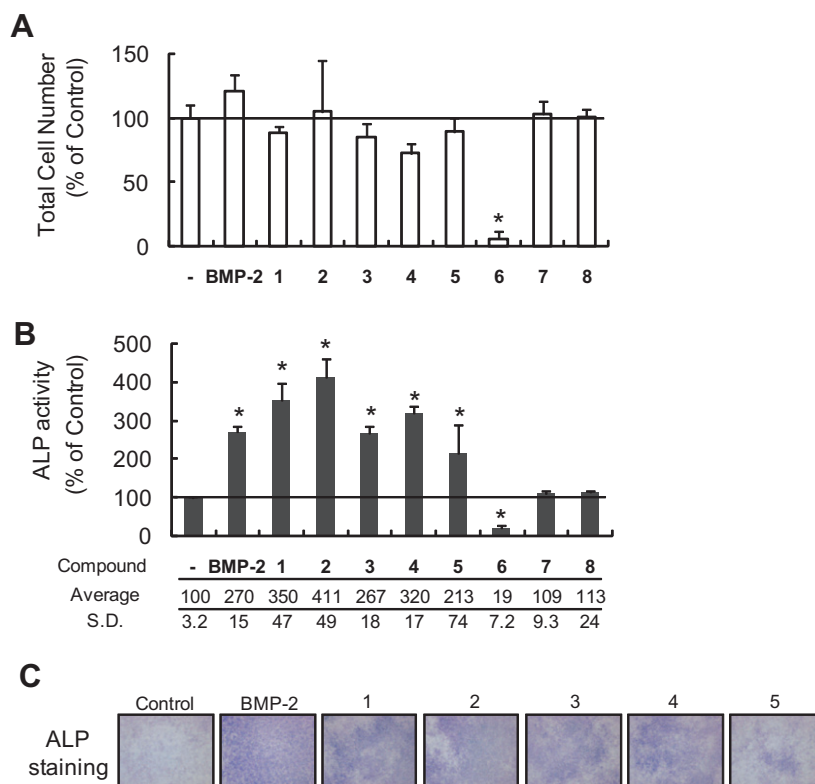 A
Total Cell Number
(% of Control)
150
100
50
0
*
- BMP-2 1 2 3 4 5 6 7 8
B
ALP activity
(% of Control)
500
400
300
200
100
0
* * * * * * *
Compound - BMP-2 1 2 3 4 5 6 7 8
Average 100 270 350 411 267 320 213 19 109 113
S.D. 3.2 15 47 49 18 17 74 7.2 9.3 24
C
Control BMP-2 1 2 3 4 5
ALP
staining